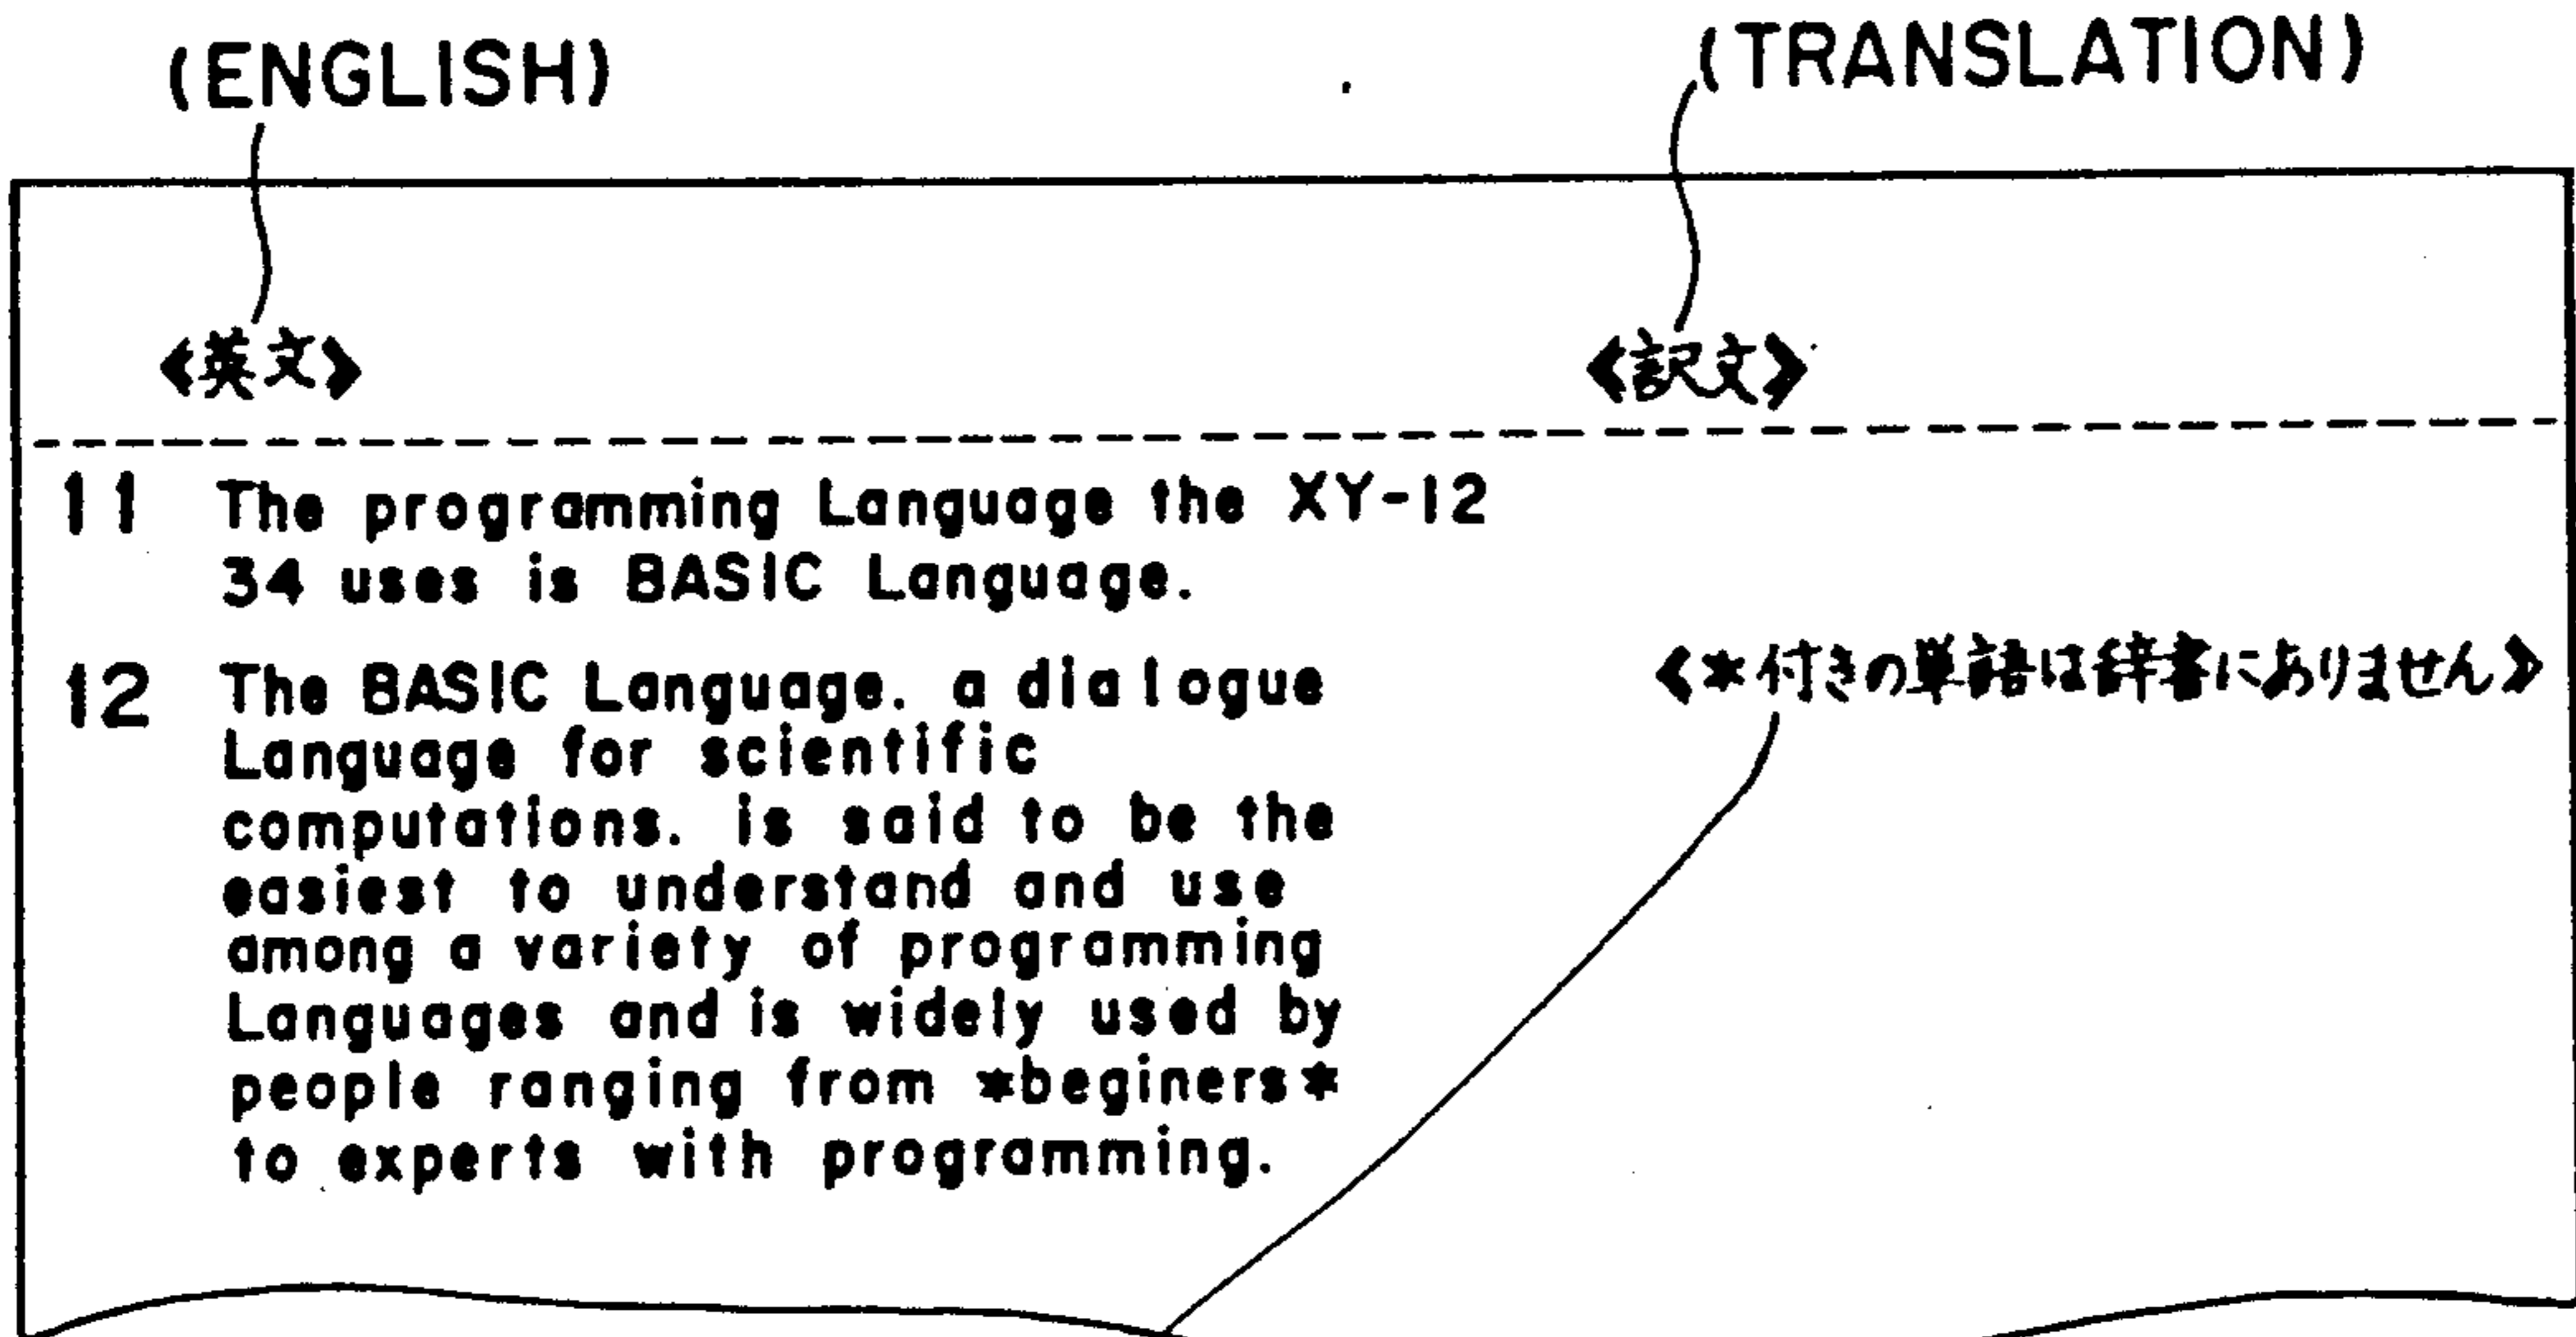 (ENGLISH)
(TRANSLATION)
《英文》
《訳文》
11 The programming Language the XY-12
34 uses is BASIC Language.
12 The BASIC Language. a dialogue
Language for scientific
computations. is said to be the
easiest to understand and use
among a variety of programming
Languages and is widely used by
people ranging from *beginers*
to experts with programming.
《*付きの単語は辞書にありません》